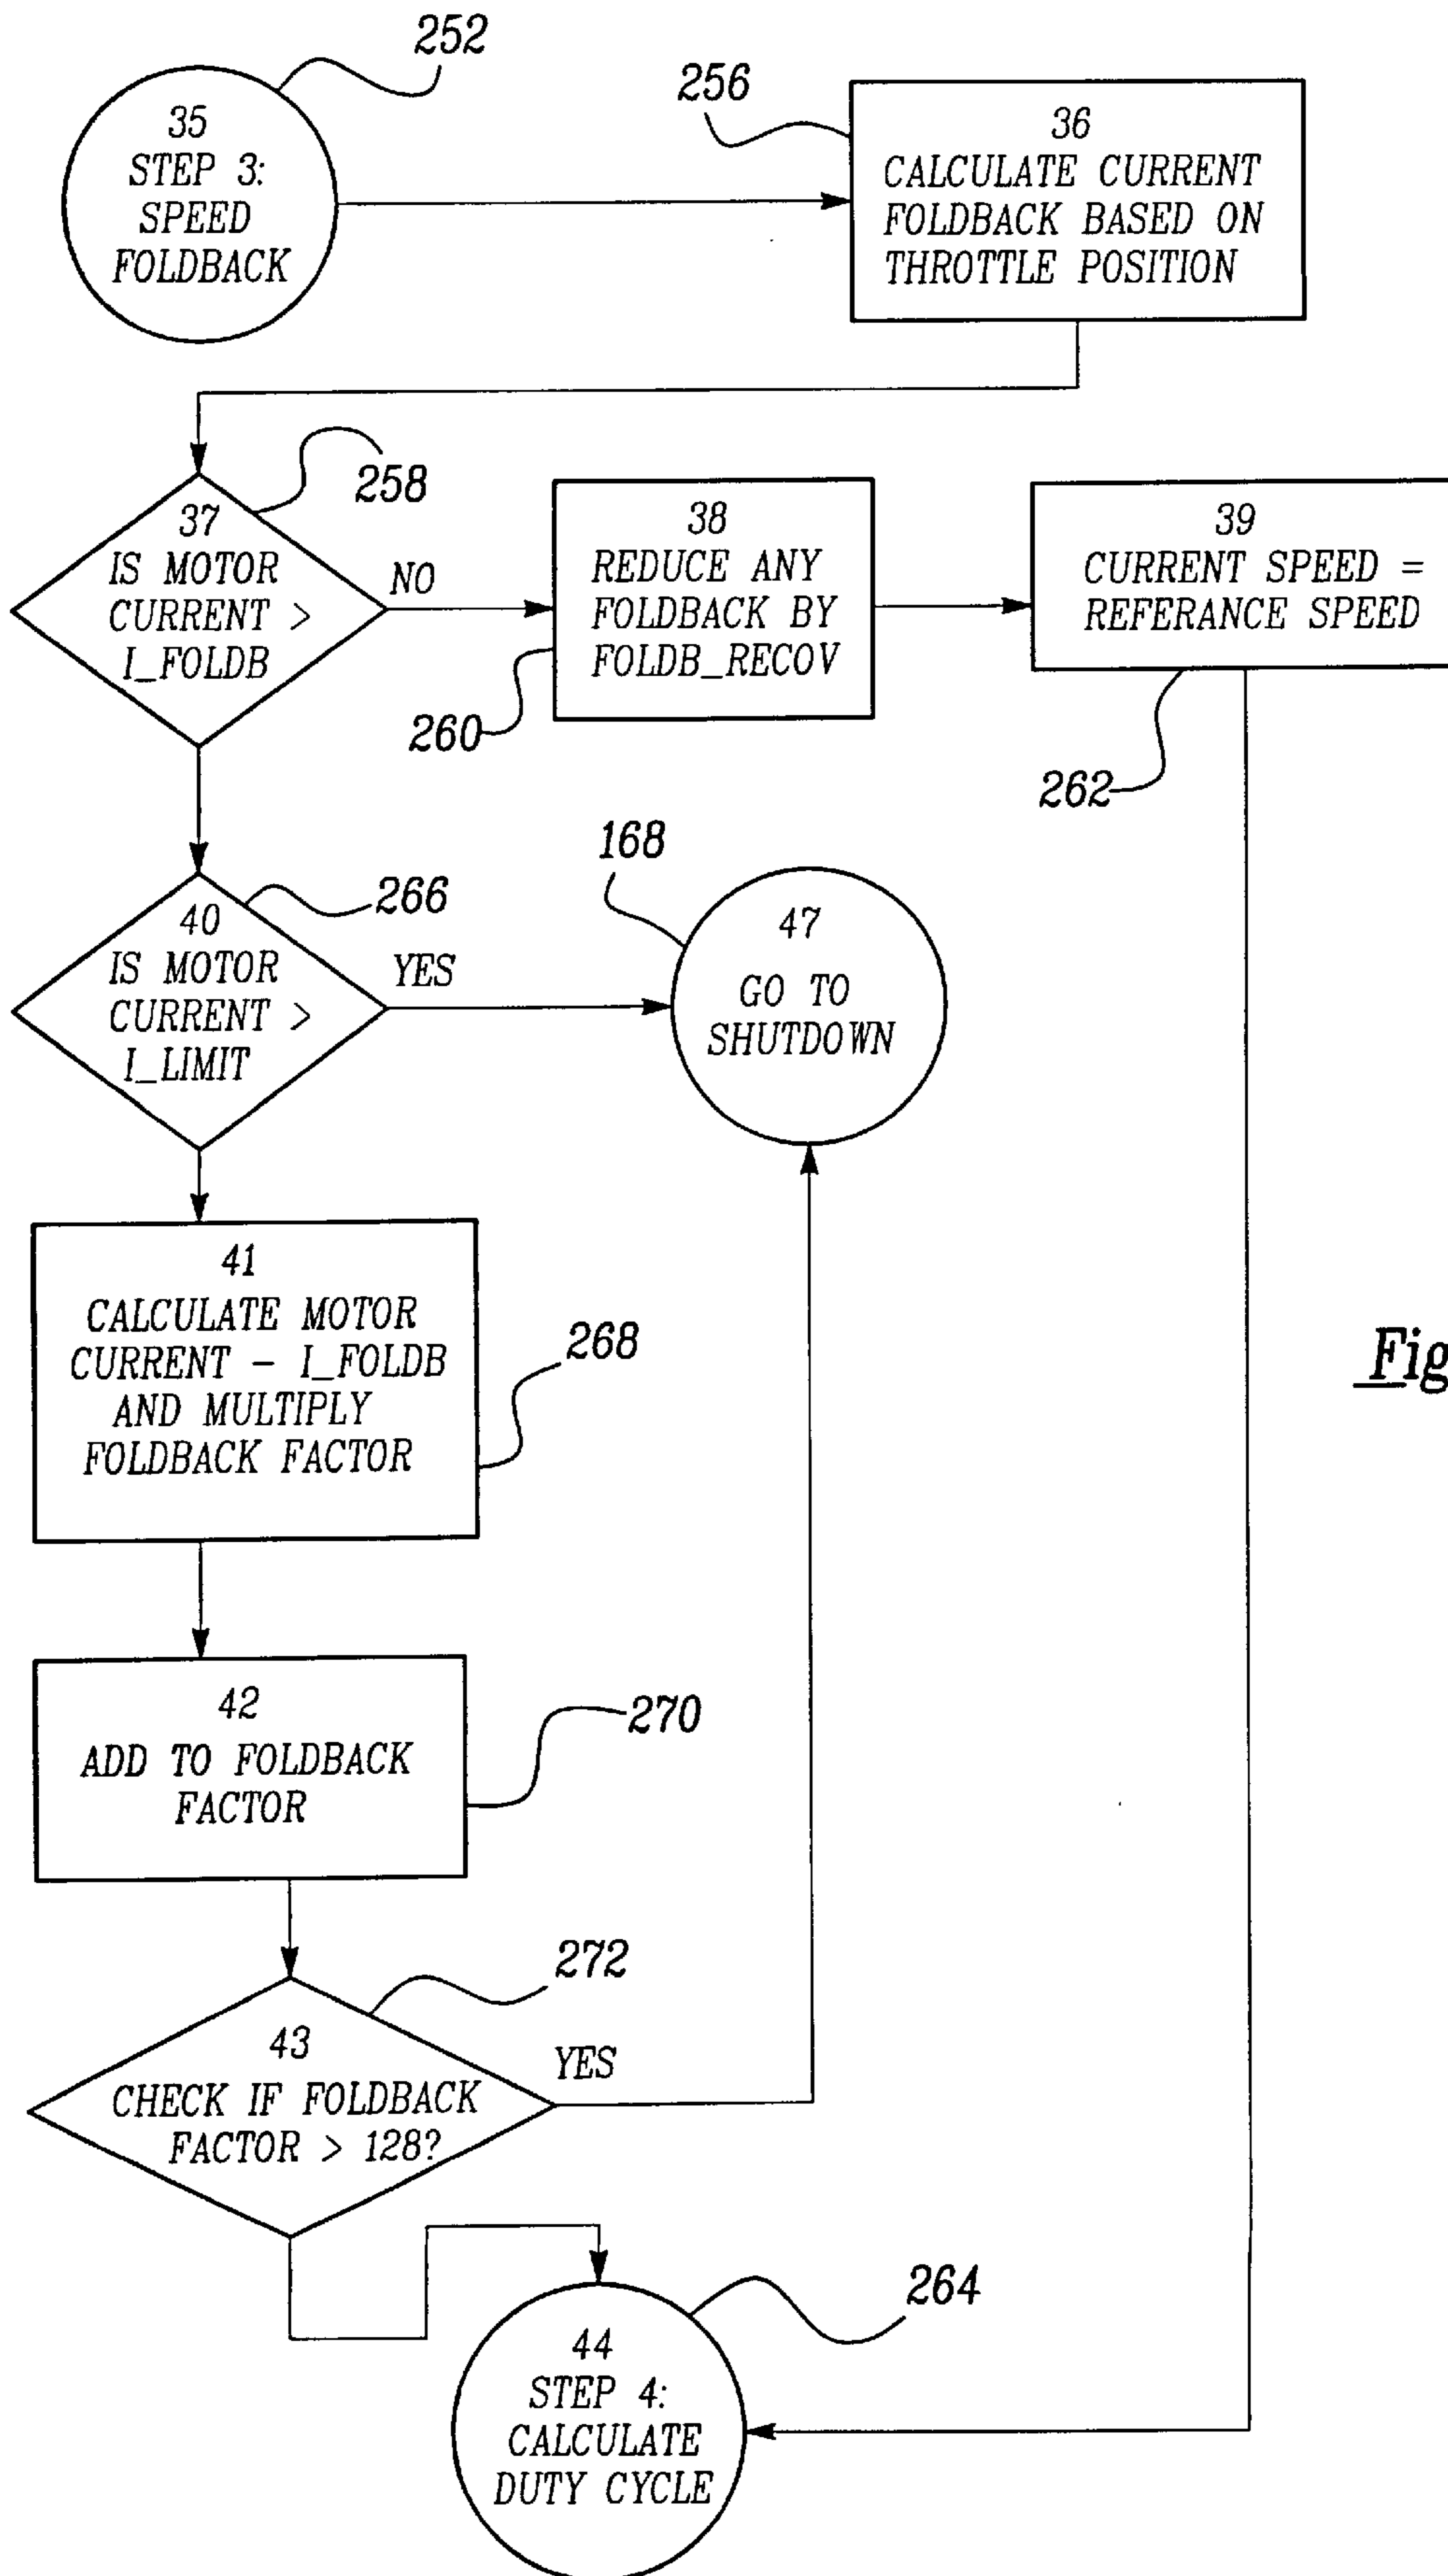 252
35
STEP 3:
SPEED
FOLDBACK
256
36
CALCULATE CURRENT
FOLDBACK BASED ON
THROTTLE POSITION
258
37
IS MOTOR
CURRENT >
I_FOLDB
NO
38
REDUCE ANY
FOLDBACK BY
FOLDB_RECOV
260
39
CURRENT SPEED =
REFERANCE SPEED
262
266
40
IS MOTOR
CURRENT >
I_LIMIT
YES
168
47
GO TO
SHUTDOWN
41
CALCULATE MOTOR
CURRENT - I_FOLDB
AND MULTIPLY
FOLDBACK FACTOR
268
Fig
42
ADD TO FOLDBACK
FACTOR
270
272
43
CHECK IF FOLDBACK
FACTOR > 128?
YES
264
44
STEP 4:
CALCULATE
DUTY CYCLE